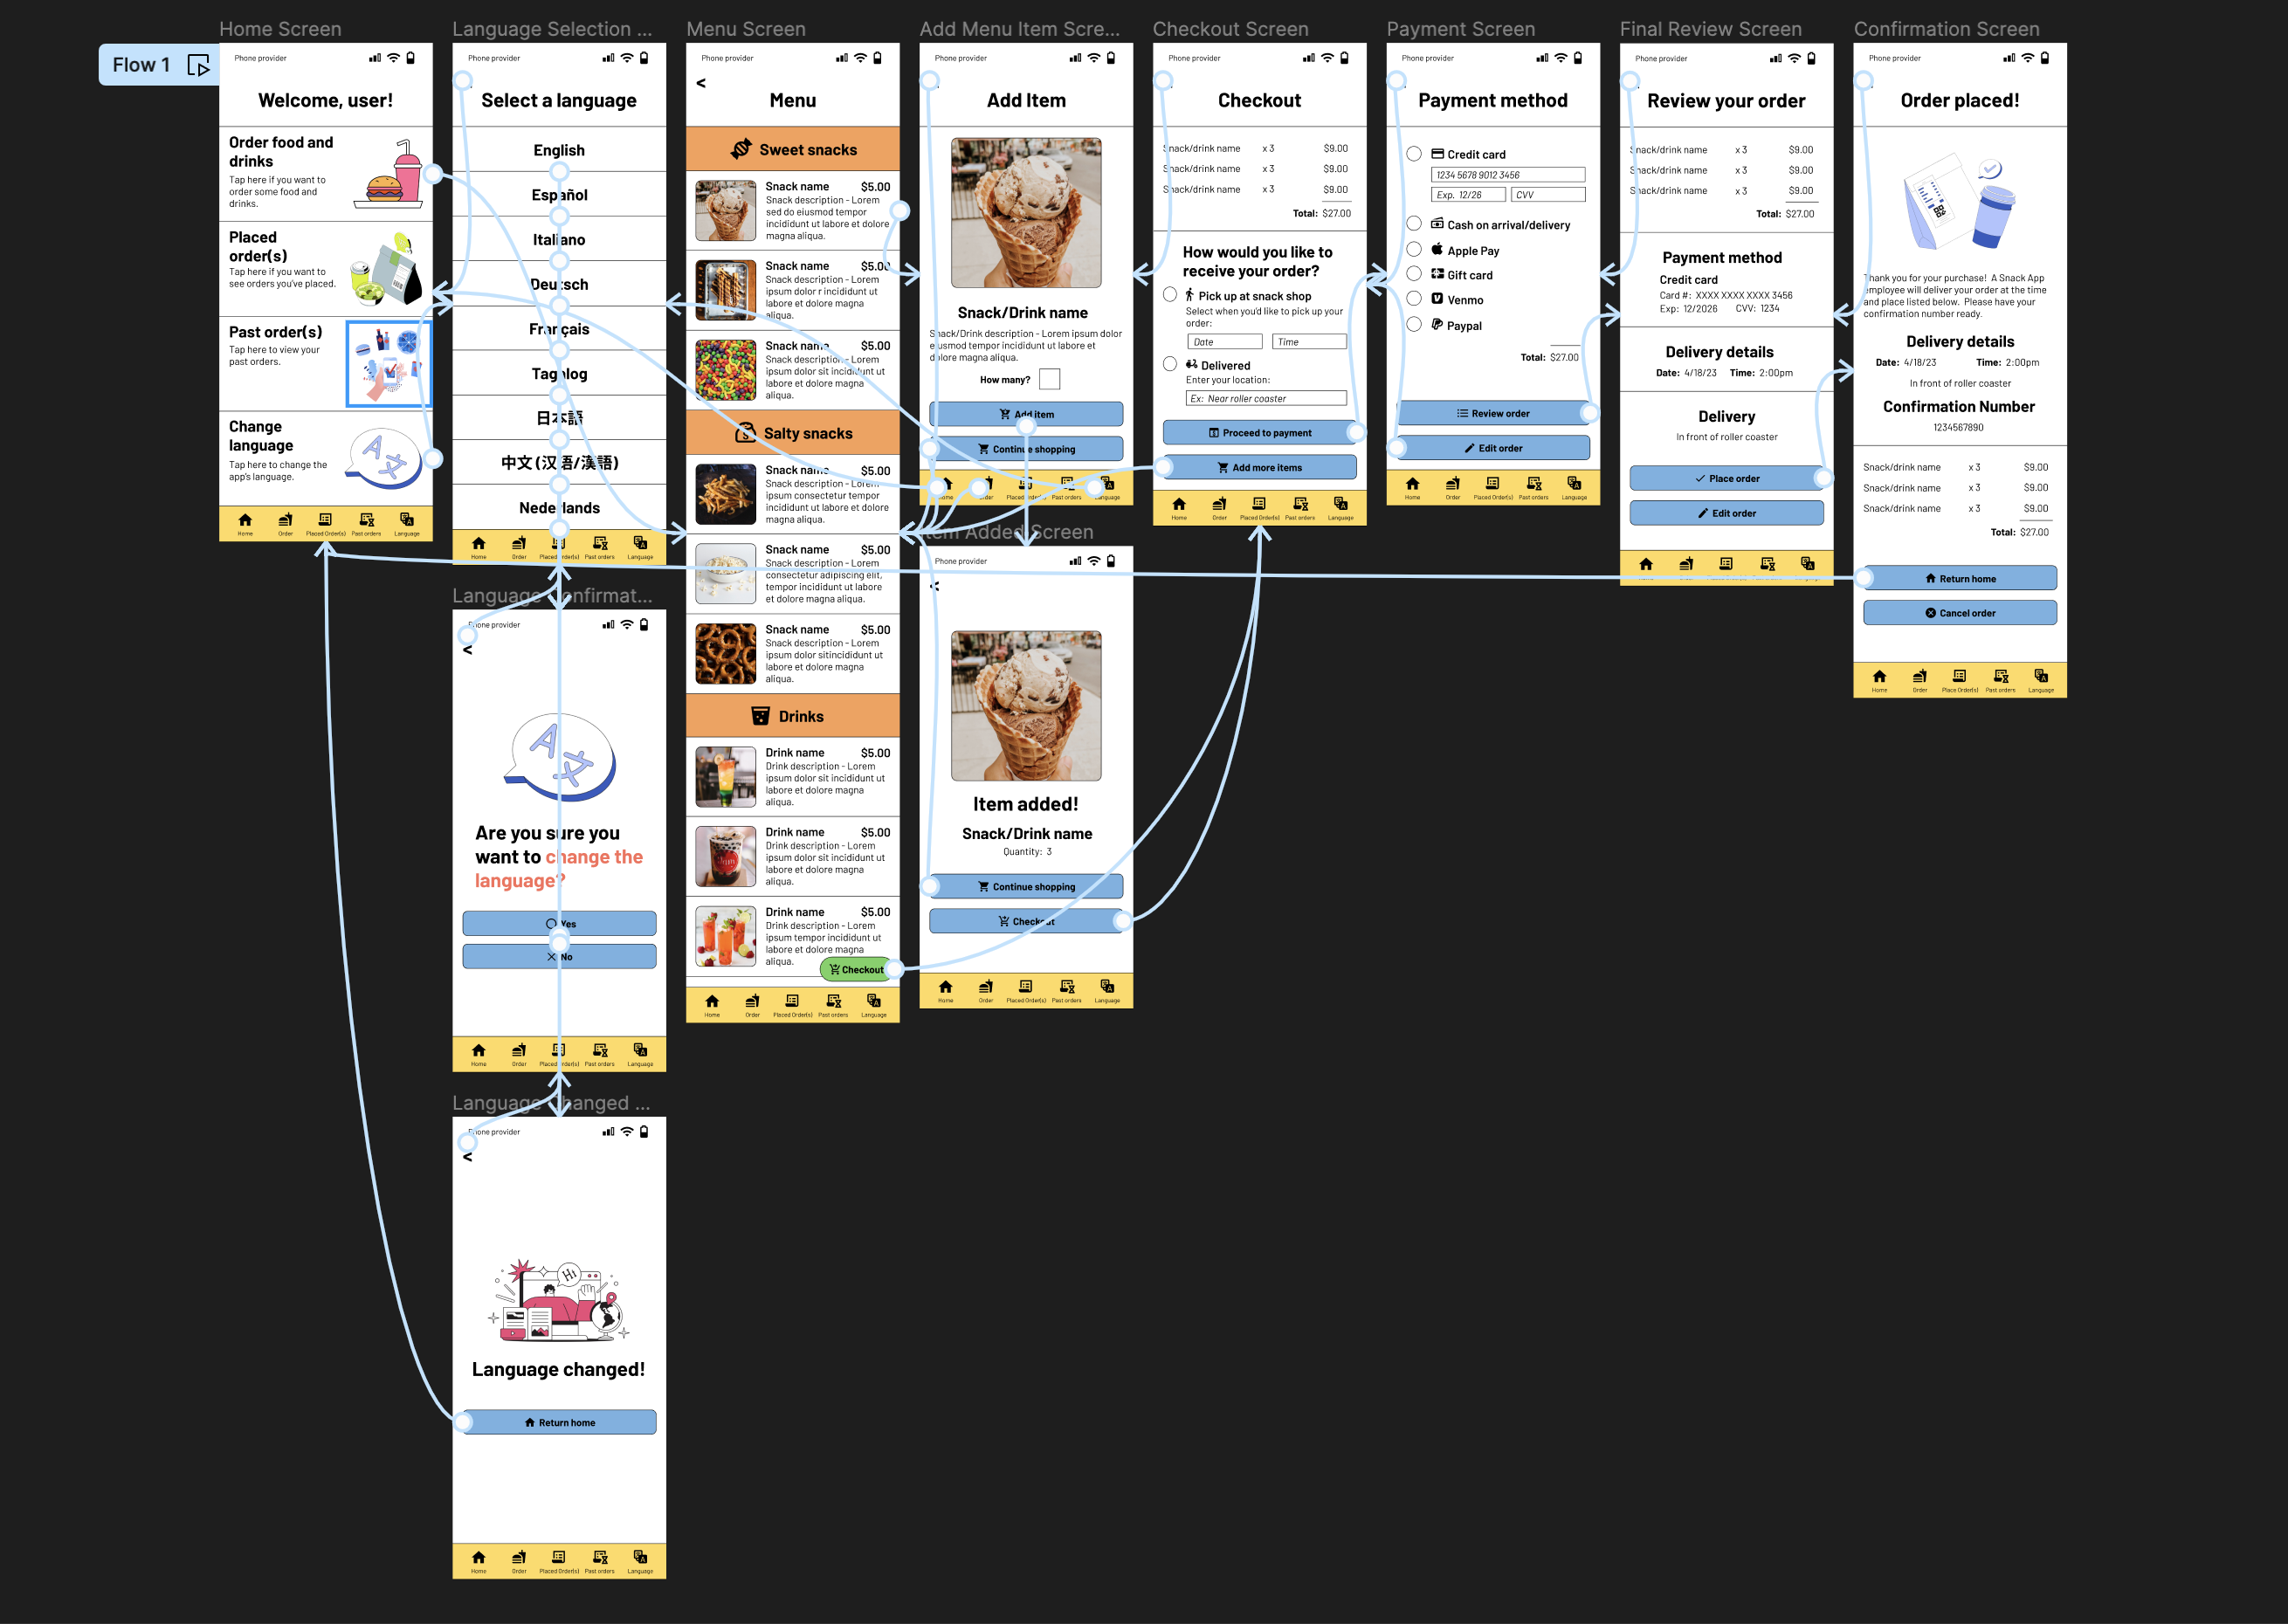 Flow 1
Home Screen
Phone provider
Welcome, user!
Order food and
drinks
Tap here if you want to
order some food and
drinks.
Placed
order(s)
Tap here if you want to
see orders you've placed.
Past order(s)
Tap here to view your
past orders.
Change
language
Tap here to change the
app's language.
Home Order Placed Order(s) Past orders Language
Language Selection ...
Phone provider
Select a language
English
Español
Italiano
Deutsch
Français
Tagalog
日本語
中文 (汉语/漢語)
Nederlands
Home Order Placed Order(s) Past orders Language
Language Confirmat...
Phone provider
<
Are you sure you
want to change the
language?
Yes
No
Home Order Placed Order(s) Past orders Language
Language Changed ...
Phone provider
<
Hi
Language changed!
Return home
Home Order Placed Order(s) Past orders Language
Menu Screen
Phone provider
<
Menu
Sweet snacks
Snack name $5.00
Snack description - Lorem
sed do eiusmod tempor
incididunt ut labore et dolore
magna aliqua.
Snack name $5.00
Snack description - Lorem
ipsum dolor r incididunt ut
labore et dolore magna
aliqua.
Snack name $5.00
Snack description - Lorem
ipsum dolor sit incididunt ut
labore et dolore magna
aliqua.
Salty snacks
Snack name $5.00
Snack description - Lorem
ipsum consectetur tempor
incididunt ut labore et dolore
magna aliqua.
Snack name $5.00
Snack description - Lorem
consectetur adipiscing elit,
tempor incididunt ut labore
et dolore magna aliqua.
Snack name $5.00
Snack description - Lorem
ipsum dolor sitincididunt ut
labore et dolore magna
aliqua.
Drinks
Drink name $5.00
Drink description - Lorem
ipsum dolor sit incididunt ut
labore et dolore magna
aliqua.
Drink name $5.00
Drink description - Lorem
ipsum dolor sit incididunt ut
labore et dolore magna
aliqua.
Drink name $5.00
Drink description - Lorem
ipsum tempor incididunt ut
labore et dolore magna
aliqua.
Checkout
Home Order Placed Order(s) Past orders Language
Add Menu Item Scre...
Phone provider
Add Item
Snack/Drink name
Snack/Drink description - Lorem ipsum dolor
eiusmod tempor incididunt ut labore et
dolore magna aliqua.
How many?
Add item
Continue shopping
Home Order Placed Order(s) Past orders Language
Item Added Screen
Phone provider
<
Item added!
Snack/Drink name
Quantity: 3
Continue shopping
Checkout
Home Order Placed Order(s) Past orders Language
Checkout Screen
Phone provider
Checkout
Snack/drink name x 3 $9.00
Snack/drink name x 3 $9.00
Snack/drink name x 3 $9.00
Total: $27.00
How would you like to
receive your order?
Pick up at snack shop
Select when you'd like to pick up your
order:
Date Time
Delivered
Enter your location:
Ex: Near roller coaster
Proceed to payment
Add more items
Home Order Placed Order(s) Past orders Language
Payment Screen
Phone provider
Payment method
Credit card
1234 5678 9012 3456
Exp. 12/26 CVV
Cash on arrival/delivery
Apple Pay
Gift card
Venmo
Paypal
Total: $27.00
Review order
Edit order
Home Order Placed Order(s) Past orders Language
Final Review Screen
Phone provider
Review your order
Snack/drink name x 3 $9.00
Snack/drink name x 3 $9.00
Snack/drink name x 3 $9.00
Total: $27.00
Payment method
Credit card
Card #: XXXX XXXX XXXX 3456
Exp: 12/2026 CVV: 1234
Delivery details
Date: 4/18/23 Time: 2:00pm
Delivery
In front of roller coaster
Place order
Edit order
Confirmation Screen
Phone provider
Order placed!
Thank you for your purchase! A Snack App
employee will deliver your order at the time
and place listed below. Please have your
confirmation number ready.
Delivery details
Date: 4/18/23 Time: 2:00pm
In front of roller coaster
Confirmation Number
1234567890
Snack/drink name x 3 $9.00
Snack/drink name x 3 $9.00
Snack/drink name x 3 $9.00
Total: $27.00
Return home
Cancel order
Home Order Place Order(s) Past orders Language